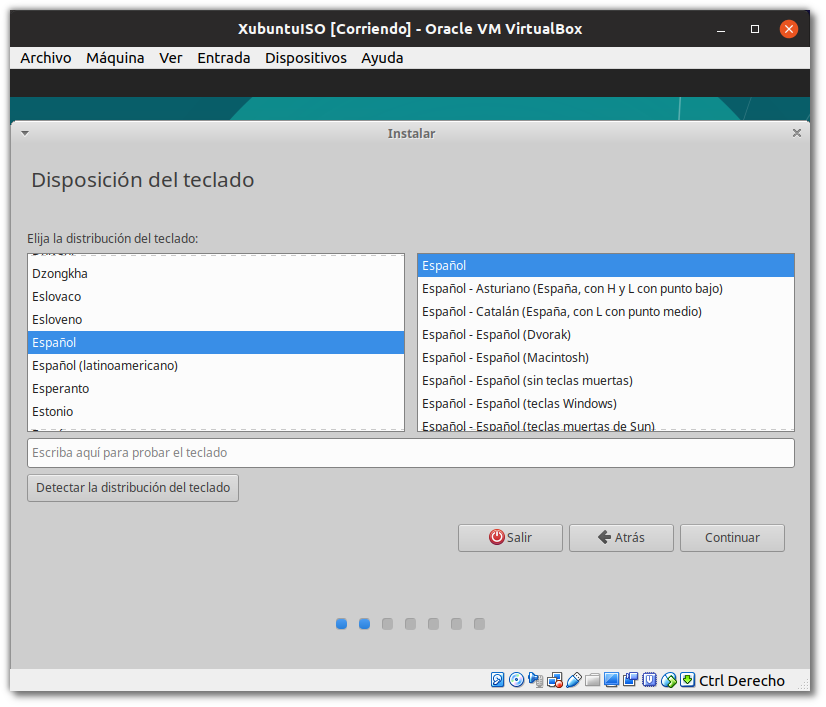 XubuntuISO [Corriendo] - Oracle VM VirtualBox
Archivo Máquina Ver Entrada Dispositivos Ayuda
Instalar
Disposición del teclado
Elija la distribución del teclado:
Dzongkha
Eslovaco
Esloveno
Español
Español (latinoamericano)
Esperanto
Estonio
Español
Español - Asturiano (España, con H y L con punto bajo)
Español - Catalán (España, con L con punto medio)
Español - Español (Dvorak)
Español - Español (Macintosh)
Español - Español (sin teclas muertas)
Español - Español (teclas Windows)
Español - Español (teclas muertas de Sun)
Escriba aquí para probar el teclado
Detectar la distribución del teclado
Salir Atrás Continuar
Ctrl Derecho